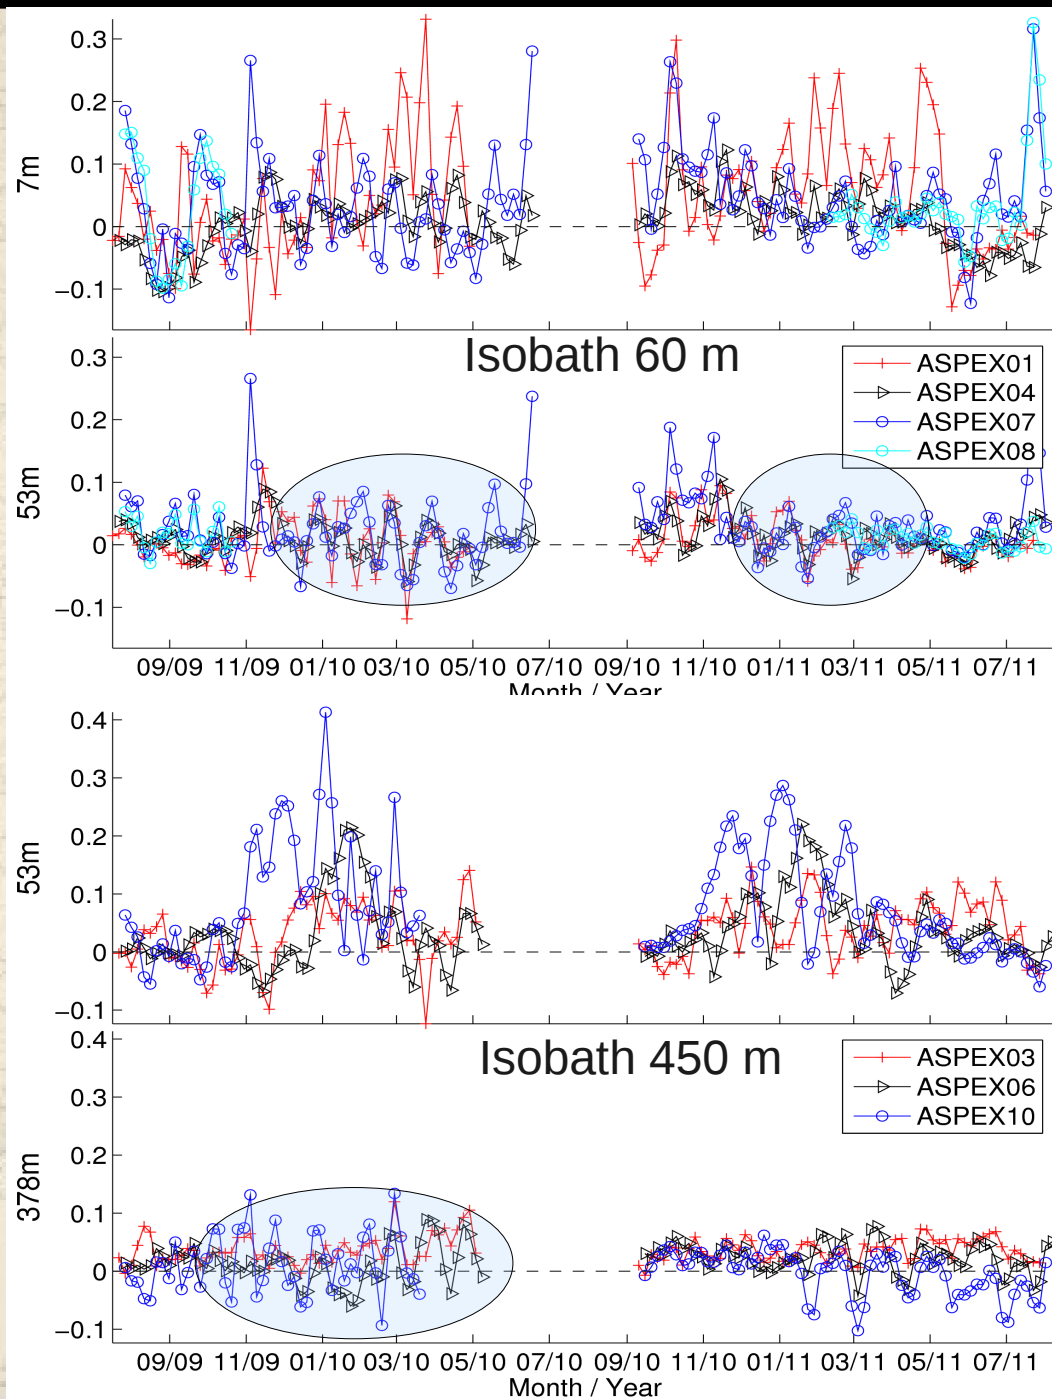 0.3
0.2
0.1
0
−0.1
7m
Isobath 60 m
0.3
0.2
0.1
0
−0.1
53m
ASPEX01
ASPEX04
ASPEX07
ASPEX08
09/09 11/09 01/10 03/10 05/10 07/10 09/10 11/10 01/11 03/11 05/11 07/11
Month / Year
0.4
0.3
0.2
0.1
0
−0.1
53m
Isobath 450 m
0.4
0.3
0.2
0.1
0
−0.1
378m
ASPEX03
ASPEX06
ASPEX10
09/09 11/09 01/10 03/10 05/10 07/10 09/10 11/10 01/11 03/11 05/11 07/11
Month / Year